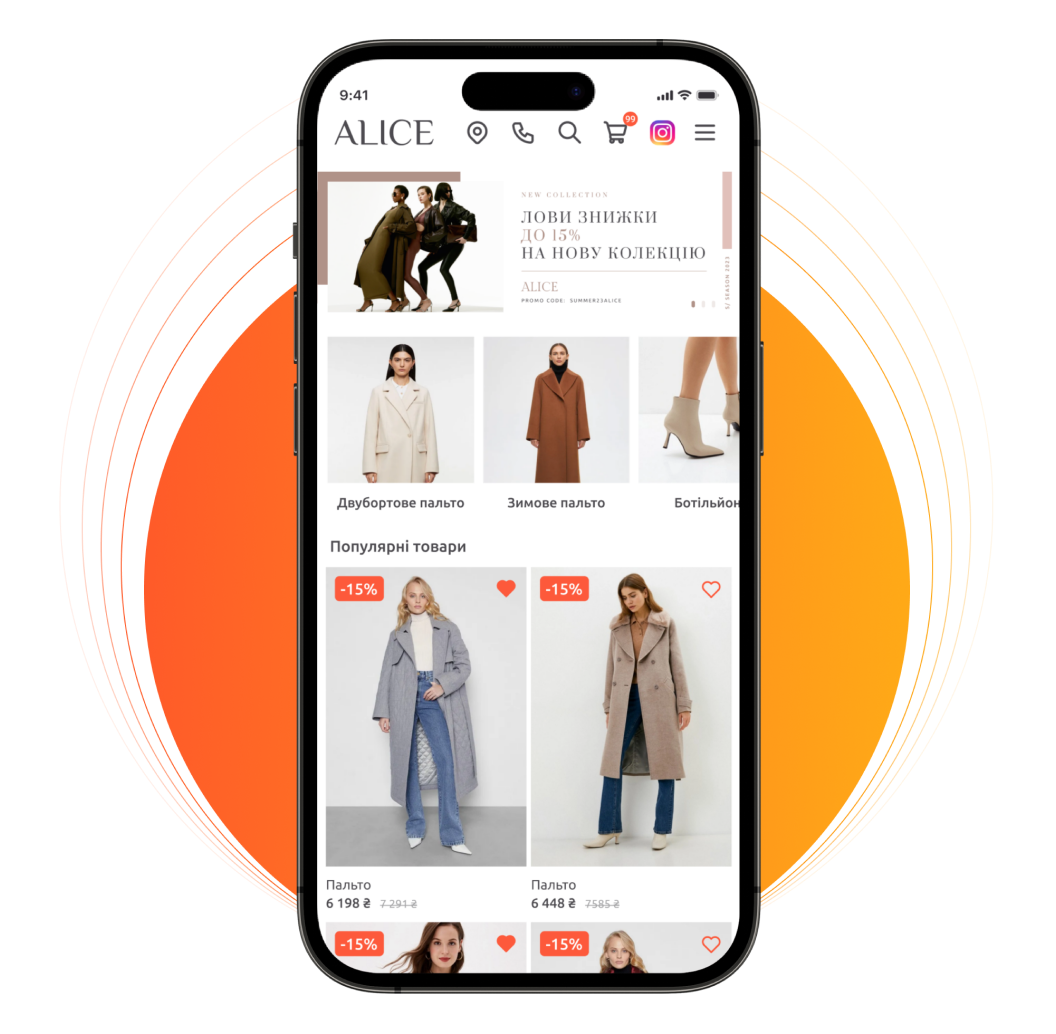 9:41
ALICE
99
NEW COLLECTION
ЛОВИ ЗНИЖКИ
ДО 15%
НА НОВУ КОЛЕКЦІЮ
ALICE
PROMO CODE: SUMMER23ALICE
S/ SEASON 2023
Двубортове пальто
Зимове пальто
Ботільйон
Популярні товари
-15%
-15%
Пальто
6 198 ₴ 7 291 ₴
Пальто
6 448 ₴ 7585 ₴
-15%
-15%